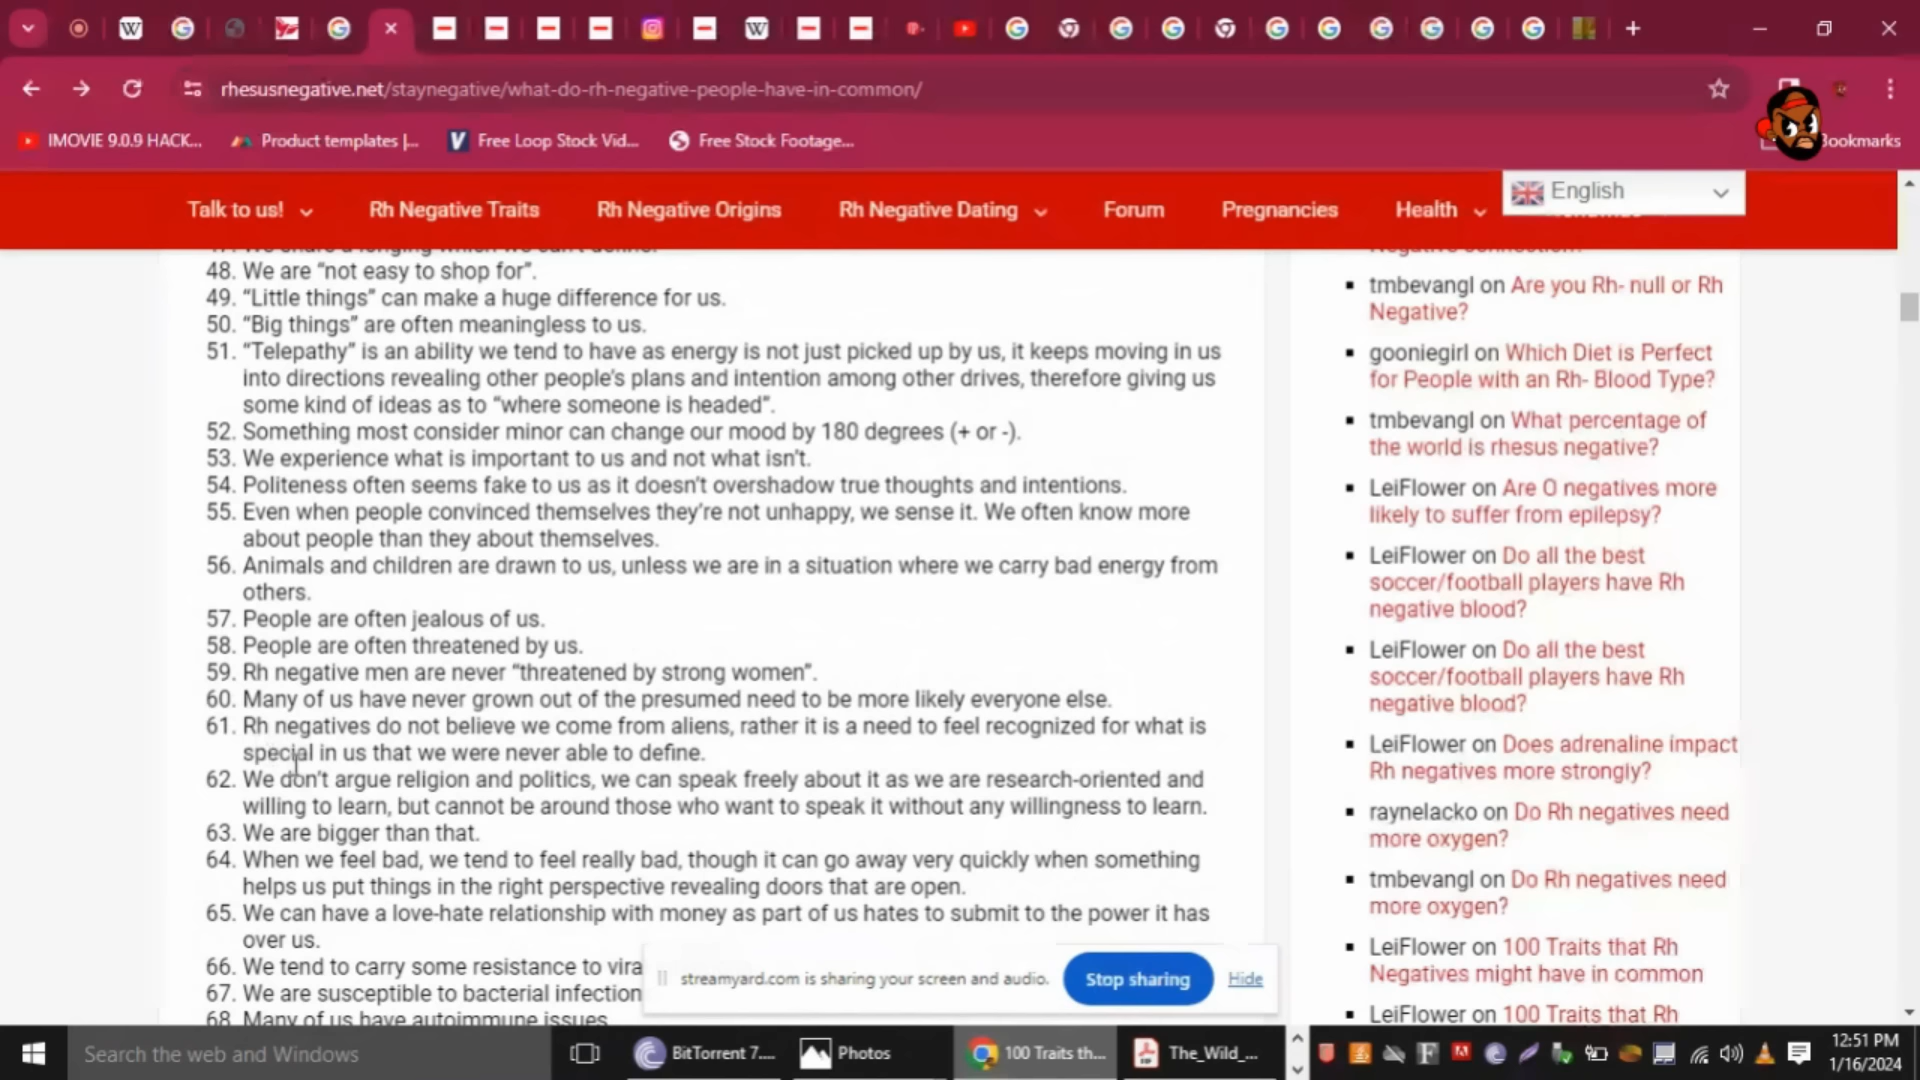 rhesusnegative.net/staynegative/what-do-rh-negative-people-have-in-common/
IMOVIE 9.0.9 HACK...
Product templates |...
Free Loop Stock Vid...
Free Stock Footage...
Bookmarks
Talk to us!
Rh Negative Traits
Rh Negative Origins
Rh Negative Dating
Forum
Pregnancies
Health
English
48. We are “not easy to shop for”.
49. “Little things” can make a huge difference for us.
50. “Big things” are often meaningless to us.
51. “Telepathy” is an ability we tend to have as energy is not just picked up by us, it keeps moving in us
into directions revealing other people’s plans and intention among other drives, therefore giving us
some kind of ideas as to “where someone is headed”.
52. Something most consider minor can change our mood by 180 degrees (+ or -).
53. We experience what is important to us and not what isn’t.
54. Politeness often seems fake to us as it doesn’t overshadow true thoughts and intentions.
55. Even when people convinced themselves they’re not unhappy, we sense it. We often know more
about people than they about themselves.
56. Animals and children are drawn to us, unless we are in a situation where we carry bad energy from
others.
57. People are often jealous of us.
58. People are often threatened by us.
59. Rh negative men are never “threatened by strong women”.
60. Many of us have never grown out of the presumed need to be more likely everyone else.
61. Rh negatives do not believe we come from aliens, rather it is a need to feel recognized for what is
special in us that we were never able to define.
62. We don’t argue religion and politics, we can speak freely about it as we are research-oriented and
willing to learn, but cannot be around those who want to speak it without any willingness to learn.
63. We are bigger than that.
64. When we feel bad, we tend to feel really bad, though it can go away very quickly when something
helps us put things in the right perspective revealing doors that are open.
65. We can have a love-hate relationship with money as part of us hates to submit to the power it has
over us.
66. We tend to carry some resistance to vira
67. We are susceptible to bacterial infection
68. Many of us have autoimmune issues
tmbevangl on Are you Rh- null or Rh
Negative?
gooniegirl on Which Diet is Perfect
for People with an Rh- Blood Type?
tmbevangl on What percentage of
the world is rhesus negative?
LeiFlower on Are O negatives more
likely to suffer from epilepsy?
LeiFlower on Do all the best
soccer/football players have Rh
negative blood?
LeiFlower on Do all the best
soccer/football players have Rh
negative blood?
LeiFlower on Does adrenaline impact
Rh negatives more strongly?
raynelacko on Do Rh negatives need
more oxygen?
tmbevangl on Do Rh negatives need
more oxygen?
LeiFlower on 100 Traits that Rh
Negatives might have in common
LeiFlower on 100 Traits that Rh
streamyard.com is sharing your screen and audio.
Stop sharing
Hide
Search the web and Windows
BitTorrent 7....
Photos
100 Traits th...
The_Wild_...
12:51 PM
1/16/2024